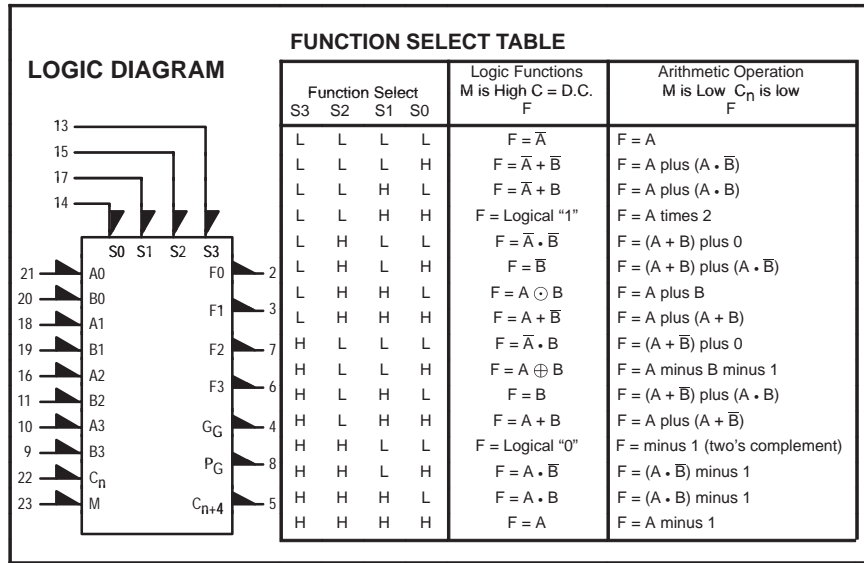 FUNCTION SELECT TABLE
LOGIC DIAGRAM
Function Select
S3 S2 S1 S0
Logic Functions
M is High C = D.C.
F
Arithmetic Operation
M is Low Cn is low
F
L L L L F = A̅ F = A
L L L H F = A̅ + B̅ F = A plus (A • B̅)
L L H L F = A̅ + B F = A plus (A • B)
L L H H F = Logical “1” F = A times 2
L H L L F = A̅ • B̅ F = (A + B) plus 0
L H L H F = B̅ F = (A + B) plus (A • B̅)
L H H L F = A ⊙ B F = A plus B
L H H H F = A + B̅ F = A plus (A + B)
H L L L F = A̅ • B F = (A + B̅) plus 0
H L L H F = A ⊕ B F = A minus B minus 1
H L H L F = B F = (A + B̅) plus (A • B)
H L H H F = A + B F = A plus (A + B̅)
H H L L F = Logical “0” F = minus 1 (two’s complement)
H H L H F = A • B̅ F = (A • B̅) minus 1
H H H L F = A • B F = (A • B) minus 1
H H H H F = A F = A minus 1
13
15
17
14
S0 S1 S2 S3
21 A0 F0 2
20 B0
18 A1 F1 3
19 B1 F2 7
16 A2
11 B2 F3 6
10 A3 GG 4
9 B3
22 Cn PG 8
23 M Cn+4 5